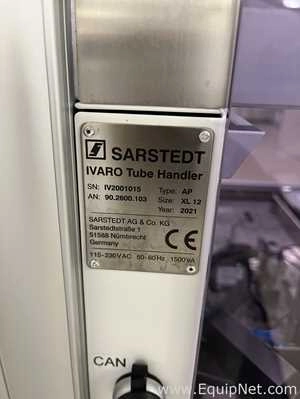 SARSTEDT
IVARO Tube Handler
SN: IV2001015 Type: AP
AN: 90.2800.103 Size: XL 12
Year: 2021
SARSTEDT AG & Co. KG
Sarstedtstraße 1
51588 Nümbrecht
Germany
CE
115-230VAC 50-60Hz 1500VA
CAN
www.EquipNet.com